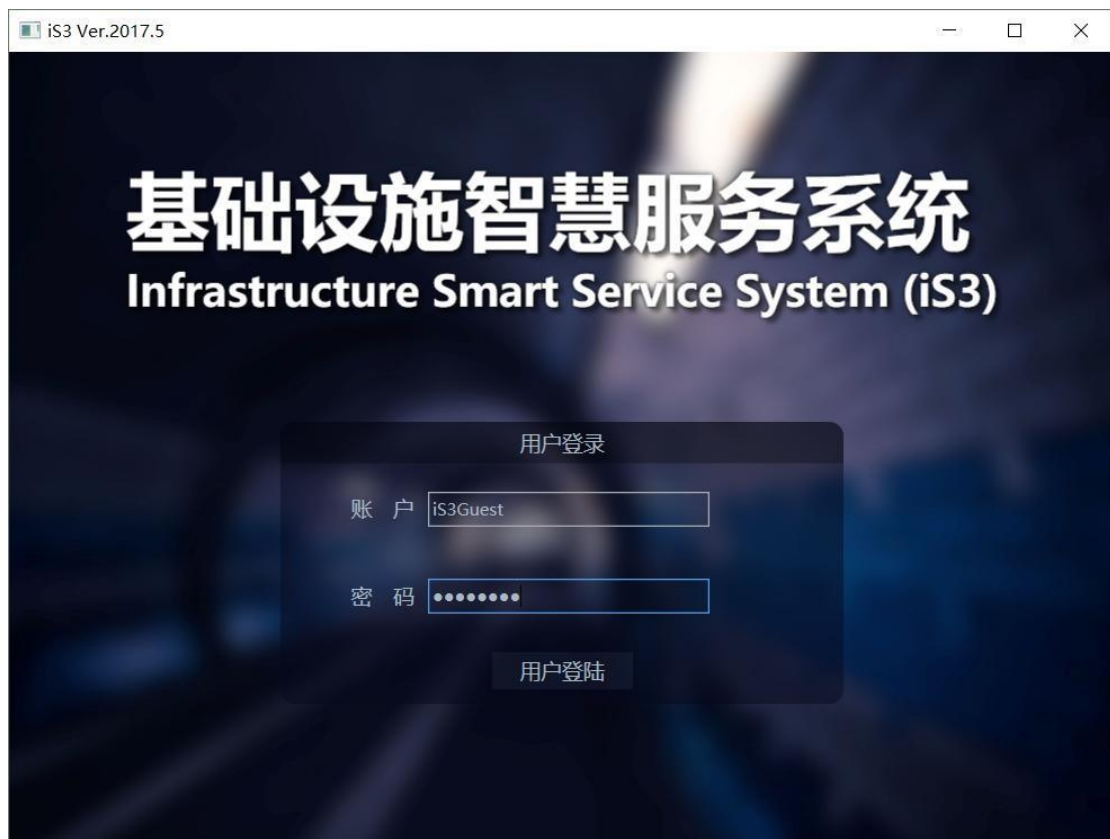 iS3 Ver.2017.5
基础设施智慧服务系统
Infrastructure Smart Service System (iS3)
用户登录
账 户 iS3Guest
密 码 ●●●●●●●●
用户登陆